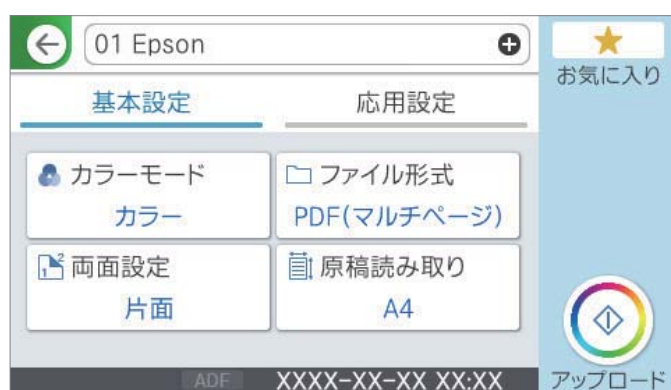 01 Epson
お気に入り
基本設定
応用設定
カラーモード
カラー
ファイル形式
PDF(マルチページ)
両面設定
片面
原稿読み取り
A4
ADF
XXXX-XX-XX XX:XX
アップロード